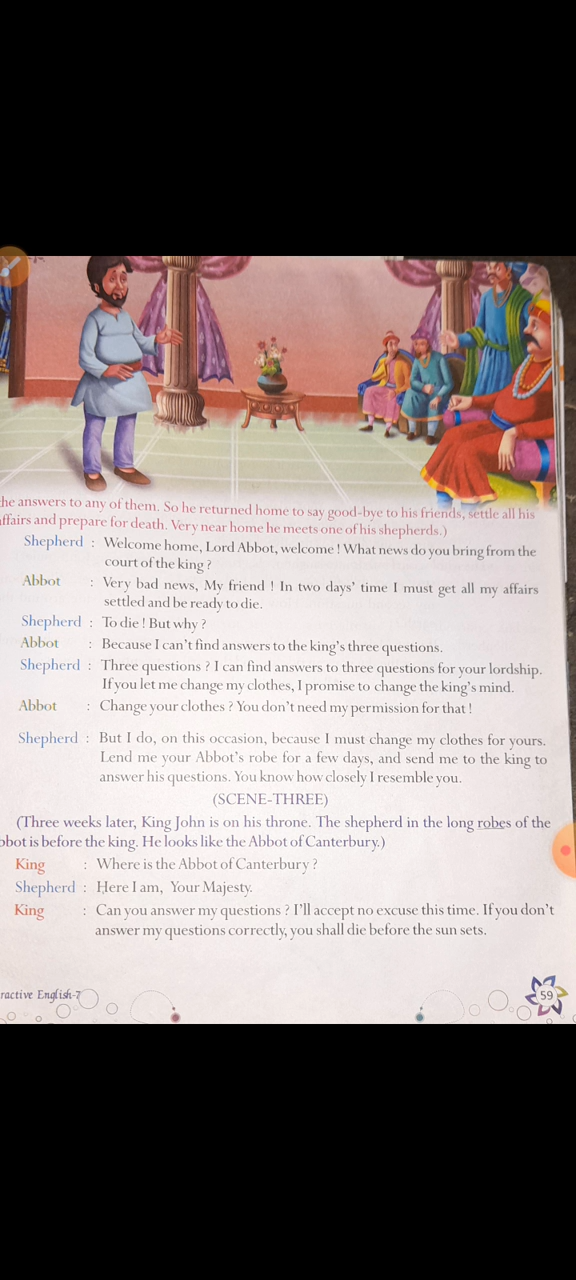 he answers to any of them. So he returned home to say good-bye to his friends, settle all his
ffairs and prepare for death. Very near home he meets one of his shepherds.)
Shepherd : Welcome home, Lord Abbot, welcome ! What news do you bring from the
court of the king ?
Abbot : Very bad news, My friend ! In two days' time I must get all my affairs
settled and be ready to die.
Shepherd : To die ! But why ?
Abbot : Because I can't find answers to the king's three questions.
Shepherd : Three questions ? I can find answers to three questions for your lordship.
If you let me change my clothes, I promise to change the king's mind.
Abbot : Change your clothes ? You don't need my permission for that !
Shepherd : But I do, on this occasion, because I must change my clothes for yours.
Lend me your Abbot's robe for a few days, and send me to the king to
answer his questions. You know how closely I resemble you.
(SCENE-THREE)
(Three weeks later, King John is on his throne. The shepherd in the long robes of the
bbot is before the king. He looks like the Abbot of Canterbury.)
King : Where is the Abbot of Canterbury ?
Shepherd : Here I am, Your Majesty.
King : Can you answer my questions ? I'll accept no excuse this time. If you don't
answer my questions correctly, you shall die before the sun sets.
ractive English-7
59